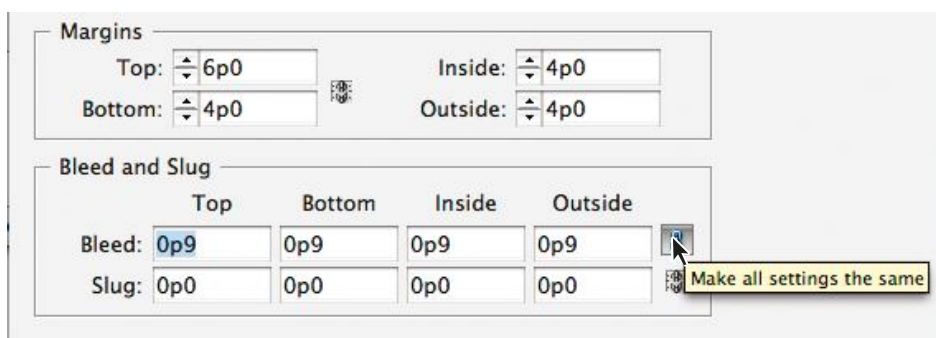 Margins
Top: 6p0 Inside: 4p0
Bottom: 4p0 Outside: 4p0
Bleed and Slug
Top Bottom Inside Outside
Bleed: 0p9 0p9 0p9 0p9
Slug: 0p0 0p0 0p0 0p0
Make all settings the same